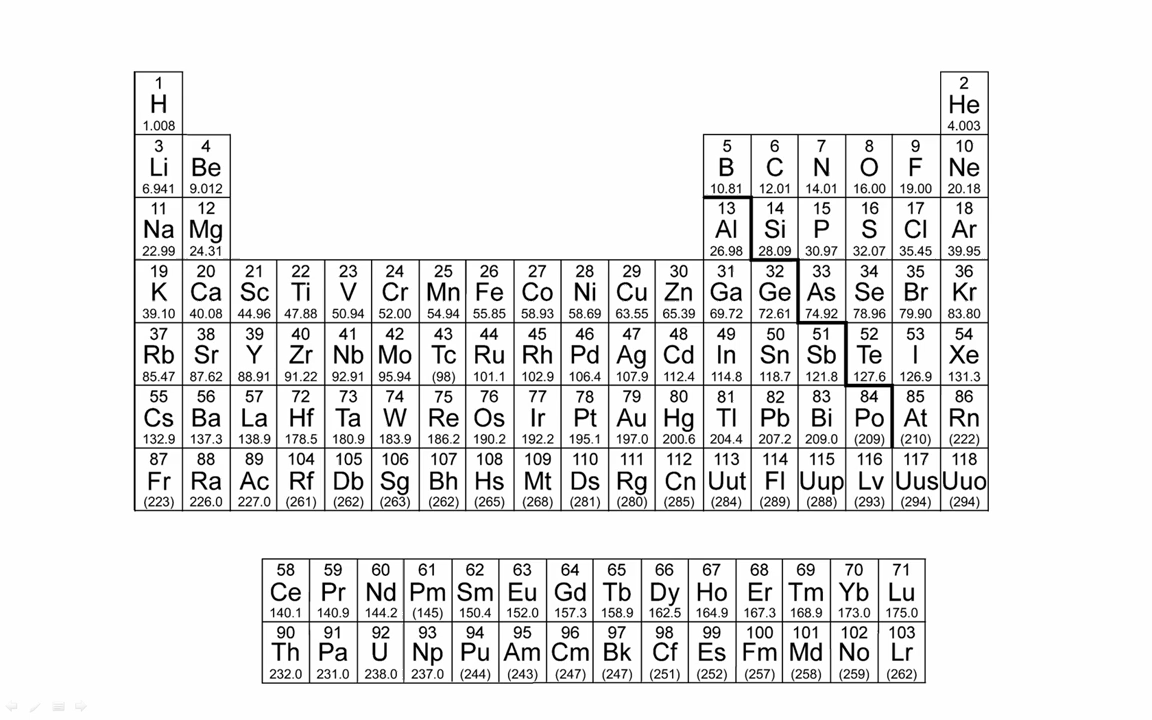 1 2
H He
1.008 4.003
3 4 5 6 7 8 9 10
Li Be B C N O F Ne
6.941 9.012 10.81 12.01 14.01 16.00 19.00 20.18
11 12 13 14 15 16 17 18
Na Mg Al Si P S Cl Ar
22.99 24.31 26.98 28.09 30.97 32.07 35.45 39.95
19 20 21 22 23 24 25 26 27 28 29 30 31 32 33 34 35 36
K Ca Sc Ti V Cr Mn Fe Co Ni Cu Zn Ga Ge As Se Br Kr
39.10 40.08 44.96 47.88 50.94 52.00 54.94 55.85 58.93 58.69 63.55 65.39 69.72 72.61 74.92 78.96 79.90 83.80
37 38 39 40 41 42 43 44 45 46 47 48 49 50 51 52 53 54
Rb Sr Y Zr Nb Mo Tc Ru Rh Pd Ag Cd In Sn Sb Te I Xe
85.47 87.62 88.91 91.22 92.91 95.94 (98) 101.1 102.9 106.4 107.9 112.4 114.8 118.7 121.8 127.6 126.9 131.3
55 56 57 72 73 74 75 76 77 78 79 80 81 82 83 84 85 86
Cs Ba La Hf Ta W Re Os Ir Pt Au Hg Tl Pb Bi Po At Rn
132.9 137.3 138.9 178.5 180.9 183.9 186.2 190.2 192.2 195.1 197.0 200.6 204.4 207.2 209.0 (209) (210) (222)
87 88 89 104 105 106 107 108 109 110 111 112 113 114 115 116 117 118
Fr Ra Ac Rf Db Sg Bh Hs Mt Ds Rg Cn Uut Fl Uup Lv Uus Uuo
(223) 226.0 227.0 (261) (262) (263) (262) (265) (268) (281) (280) (285) (284) (289) (288) (293) (294) (294)
58 59 60 61 62 63 64 65 66 67 68 69 70 71
Ce Pr Nd Pm Sm Eu Gd Tb Dy Ho Er Tm Yb Lu
140.1 140.9 144.2 (145) 150.4 152.0 157.3 158.9 162.5 164.9 167.3 168.9 173.0 175.0
90 91 92 93 94 95 96 97 98 99 100 101 102 103
Th Pa U Np Pu Am Cm Bk Cf Es Fm Md No Lr
232.0 231.0 238.0 237.0 (244) (243) (247) (247) (251) (252) (257) (258) (259) (262)